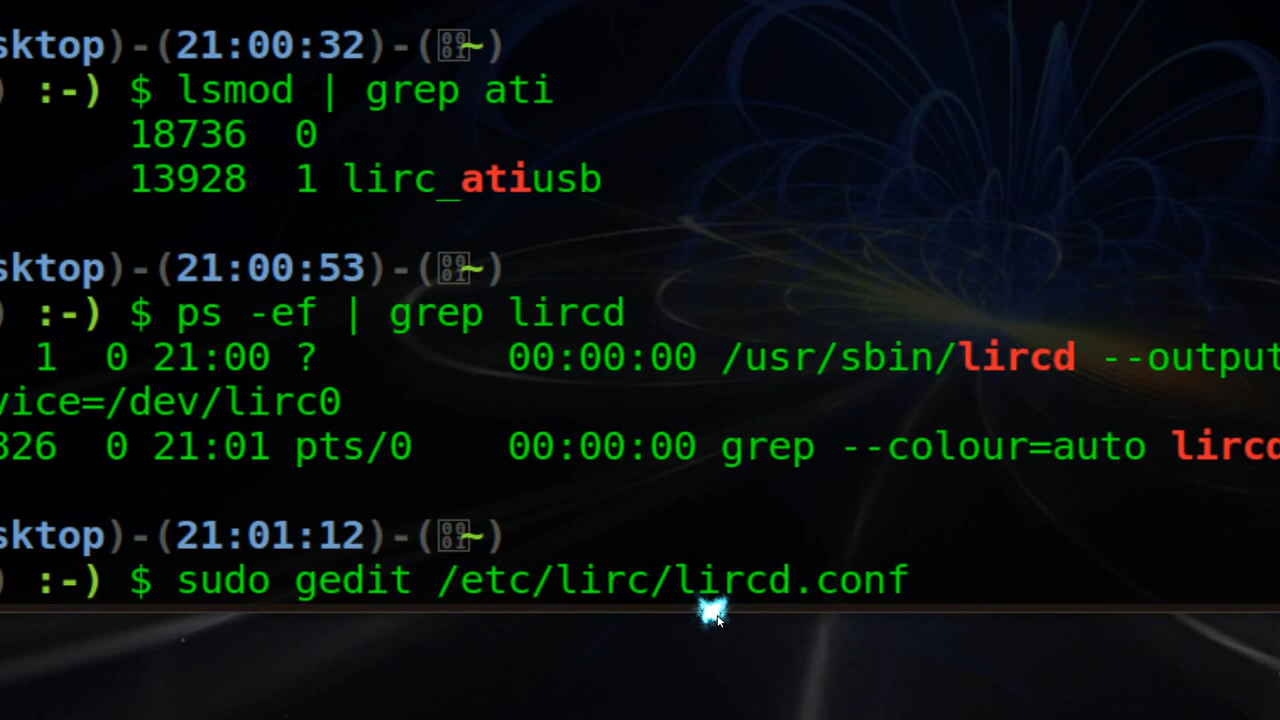 sktop)-(21:00:32)-(~)
) :-) $ lsmod | grep ati
18736 0
13928 1 lirc_atiusb
sktop)-(21:00:53)-(~)
) :-) $ ps -ef | grep lircd
1 0 21:00 ? 00:00:00 /usr/sbin/lircd --output
vice=/dev/lirc0
326 0 21:01 pts/0 00:00:00 grep --colour=auto lircd
sktop)-(21:01:12)-(~)
) :-) $ sudo gedit /etc/lirc/lircd.conf